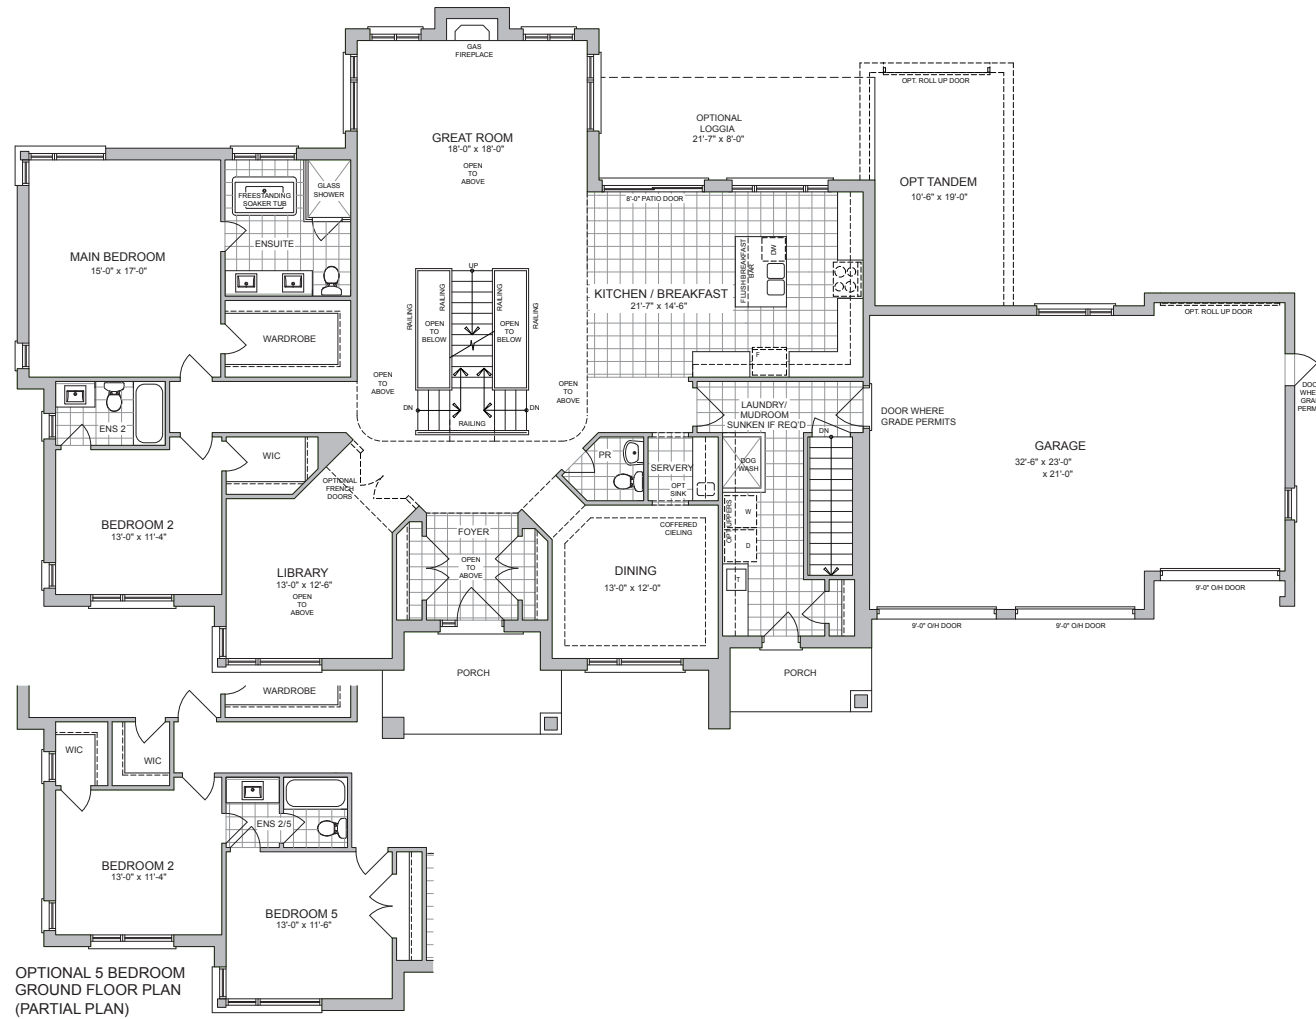 GAS
FIREPLACE
GREAT ROOM
18'-0" x 18'-0"
OPEN
TO
ABOVE
OPTIONAL
LOGGIA
21'-7" x 8'-0"
OPT. ROLL UP DOOR
OPT TANDEM
10'-6" x 19'-0"
8'-0" PATIO DOOR
GLASS
SHOWER
FREESTANDING
SOAKER TUB
ENSUITE
MAIN BEDROOM
15'-0" x 17'-0"
WARDROBE
UP
RAILING
RAILING
RAILING
RAILING
OPEN
TO
BELOW
OPEN
TO
BELOW
OPEN
TO
ABOVE
OPEN
TO
ABOVE
DN
DN
RAILING
KITCHEN / BREAKFAST
21'-7" x 14'-6"
FLUSH BREAKFAST
BAR
DW
F
OPT. ROLL UP DOOR
DOOR WHERE
GRADE PERMITS
LAUNDRY/
MUDROOM
SUNKEN IF REQ'D
DN
GARAGE
32'-6" x 23'-0"
x 21'-0"
DOO
WHE
GRA
PERM
ENS 2
WIC
OPTIONAL
FRENCH
DOORS
PR
SERVERY
OPT
SINK
DOG
WASH
W
D
T
BEDROOM 2
13'-0" x 11'-4"
LIBRARY
13'-0" x 12'-6"
OPEN
TO
ABOVE
FOYER
OPEN
TO
ABOVE
COFFERED
CIELING
DINING
13'-0" x 12'-0"
9'-0" O/H DOOR
9'-0" O/H DOOR
9'-0" O/H DOOR
PORCH
PORCH
WARDROBE
WIC
WIC
ENS 2/5
BEDROOM 2
13'-0" x 11'-4"
BEDROOM 5
13'-0" x 11'-6"
OPTIONAL 5 BEDROOM
GROUND FLOOR PLAN
(PARTIAL PLAN)